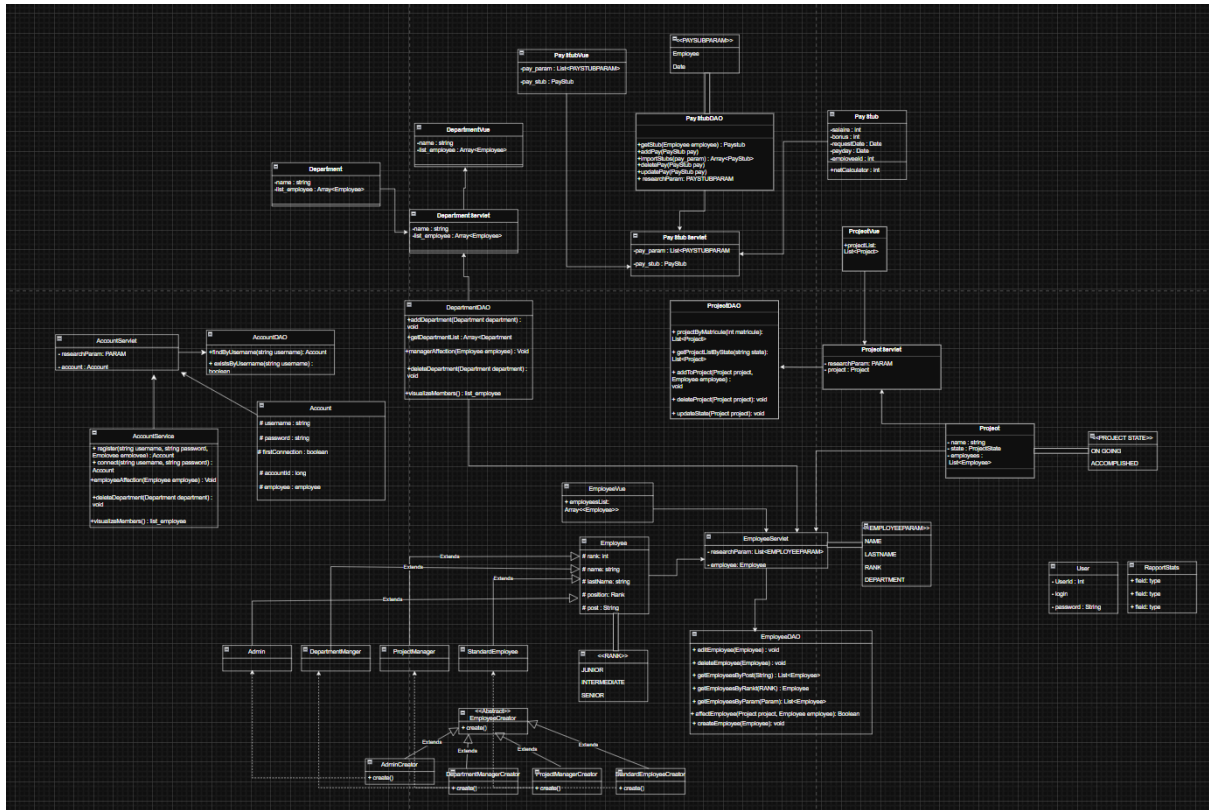 <<PAYSUBPARAM>>
Employee
Date
Pay StubVue
-pay_param : List<PAYSTUBPARAM>
-pay_stub : PayStub
PayStubDAO
+getStub(Employee employee) : Paystub
+addPay(PayStub pay)
+importStubs(pay_param) : Array<PayStub>
+deletePay(PayStub pay)
+updatePay(PayStub pay)
+ researchParam: PAYSTUBPARAM
Pay Stub
-salaire : int
-bonus : int
-requestDate : Date
-payday : Date
-employeeId : int
+netCalculator : int
DepartmentVue
-name : string
-list_employee : Array<Employee>
Department
-name : string
-list_employee : Array<Employee>
Department Servlet
-name : string
-list_employee : Array<Employee>
Pay Stub Servlet
-pay_param : List<PAYSTUBPARAM>
-pay_stub : PayStub
ProjectVue
+projectList:
List<Project>
DepartmentDAO
+addDepartment(Department department) :
void
+getDepartmentList : Array<Department
+managerAffection(Employee employee) : Void
+deleteDepartment(Department department) :
void
+visualizeMembers() : list_employee
ProjectDAO
+ projectByMatricule(int matricule):
List<Project>
+ getProjectListByState(string state):
List<Project>
+ addToProject(Project project,
Employee employee) :
void
+ deleteProject(Project project): void
+ updateState(Project project): void
AccountServlet
- researchParam: PARAM
- account : Account
AccountDAO
+findByUsername(string username): Account
+ existsByUsername(string username) :
boolean
Project Servlet
- researchParam: PARAM
- project : Project
Account
# username : string
# password : string
# firstConnection : boolean
# accountId : long
# employee : employee
AccountService
+ register(string username, string password,
Employee employee) : Account
+ connect(string username, string password) :
Account
+employeeAffection(Employee employee) : Void
+deleteDepartment(Department department) :
void
+visualizeMembers() : list_employee
Project
- name : string
- state : ProjectState
- employees :
List<Employee>
<<PROJECT STATE>>
ON GOING
ACCOMPLISHED
EmployeeVue
+ employeesList:
Array<<Employee>>
EmployeeServlet
- researchParam: List<EMPLOYEEPARAM>
- employee: Employee
<<EMPLOYEEPARAM>>
NAME
LASTNAME
RANK
DEPARTMENT
Employee
# rank: int
# name: string
# lastName: string
# position: Rank
# post : String
Extends
Extends
Extends
Extends
User
- UserId : Int
- login
- password : String
RapportStats
+ field: type
+ field: type
+ field: type
Admin
DepartmentManger
ProjectManager
StandardEmployee
<<RANK>>
JUNIOR
INTERMEDIATE
SENIOR
EmployeeDAO
+ editEmployee(Employee) : void
+ deleteEmployee(Employee) : void
+ getEmployeesByPost(String) : List<Employee>
+ getEmployeesByRankt(RANK) : Employee
+ getEmployeesByParam(Param): List<Employee>
+ affectEmployee(Project project, Employee employee): Boolean
+ createEmployee(Employee): void
<<Abstract>>
EmployeeCreator
+ create()
Extends
Extends
Extends
Extends
AdminCreator
+ create()
DepartmentManagerCreator
+ create()
ProjectManagerCreator
+ create()
StandardEmployeeCreator
+ create()